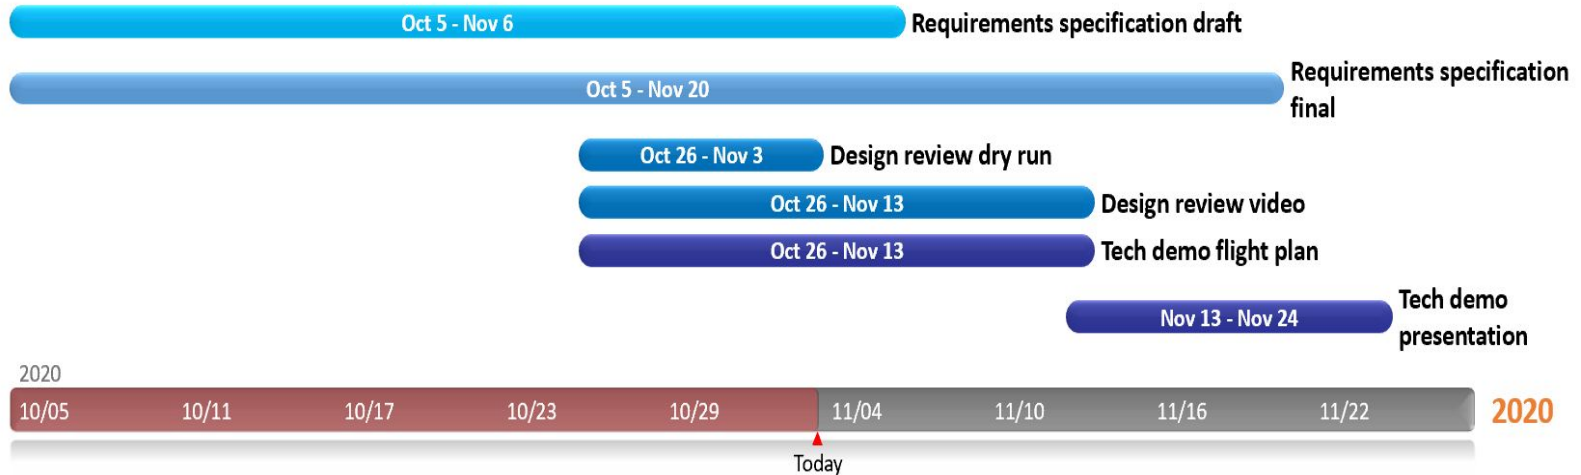 Oct 5 - Nov 6
Requirements specification draft
Oct 5 - Nov 20
Requirements specification
final
Oct 26 - Nov 3
Design review dry run
Oct 26 - Nov 13
Design review video
Oct 26 - Nov 13
Tech demo flight plan
Nov 13 - Nov 24
Tech demo
presentation
2020
10/05 10/11 10/17 10/23 10/29 11/04 11/10 11/16 11/22
2020
Today